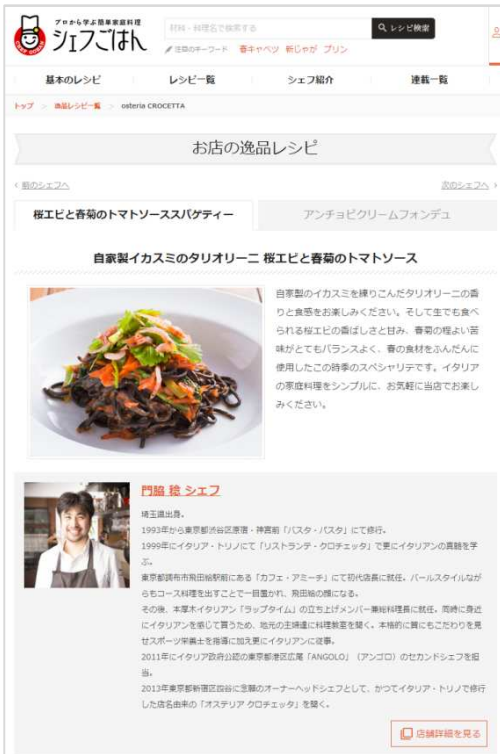 プロから学ぶ簡単家庭料理
シェフごはん
CHEF GOHAN
材料・料理名で検索する
レシピ検索
注目のキーワード 春キャベツ 新じゃが プリン
基本のレシピ レシピ一覧 シェフ紹介 連載一覧
トップ > 逸品レシピ一覧 > osteria CROCETTA
お店の逸品レシピ
< 前のシェフへ 次のシェフへ >
桜エビと春菊のトマトソーススパゲティー アンチョビクリームフォンデュ
自家製イカスミのタリオリーニ 桜エビと春菊のトマトソース
自家製のイカスミを練りこんだタリオリーニの香
りと食感をお楽しみください。そして生でも食べ
られる桜エビの香ばしさと甘み、春菊の程よい苦
味がとてもバランスよく、春の食材をふんだんに
使用したこの時季のスペシャリテです。イタリア
の家庭料理をシンプルに、お気軽に当店でお楽し
みください。
門脇 稔 シェフ
埼玉県出身。
1993年から東京都渋谷区原宿・神宮前「バスタ・パスタ」にて修行。
1999年にイタリア・トリノにて「リストランテ・クロチェッタ」で更にイタリアンの真髄を学
ぶ。
東京都調布市飛田給駅前にある「カフェ・アミーチ」にて初代店長に就任。バールスタイルなが
らもコース料理を出すことで一目置かれ、飛田給の顔になる。
その後、本厚木イタリアン「ラップタイム」の立ち上げメンバー兼総料理長に就任。同時に身近
にイタリアンを感じて貰うため、地元の主婦達に料理教室を開く。本格的に質にもこだわりを見
せスポーツ栄養士を指導に加え更にイタリアンに従事。
2011年にイタリア政府公認の東京都港区広尾「ANGOLO」（アンゴロ）のセカンドシェフを担
当。
2013年東京都新宿区四谷に念願のオーナーヘッドシェフとして、かつてイタリア・トリノで修行
した店名由来の「オステリア クロチェッタ」を開く。
店舗詳細を見る